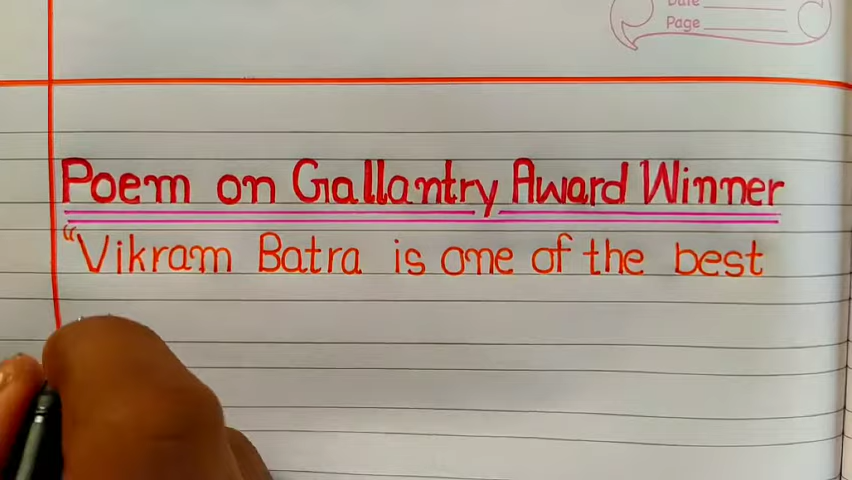 Date
Page
Poem on Gallantry Award Winner
"Vikram Batra is one of the best